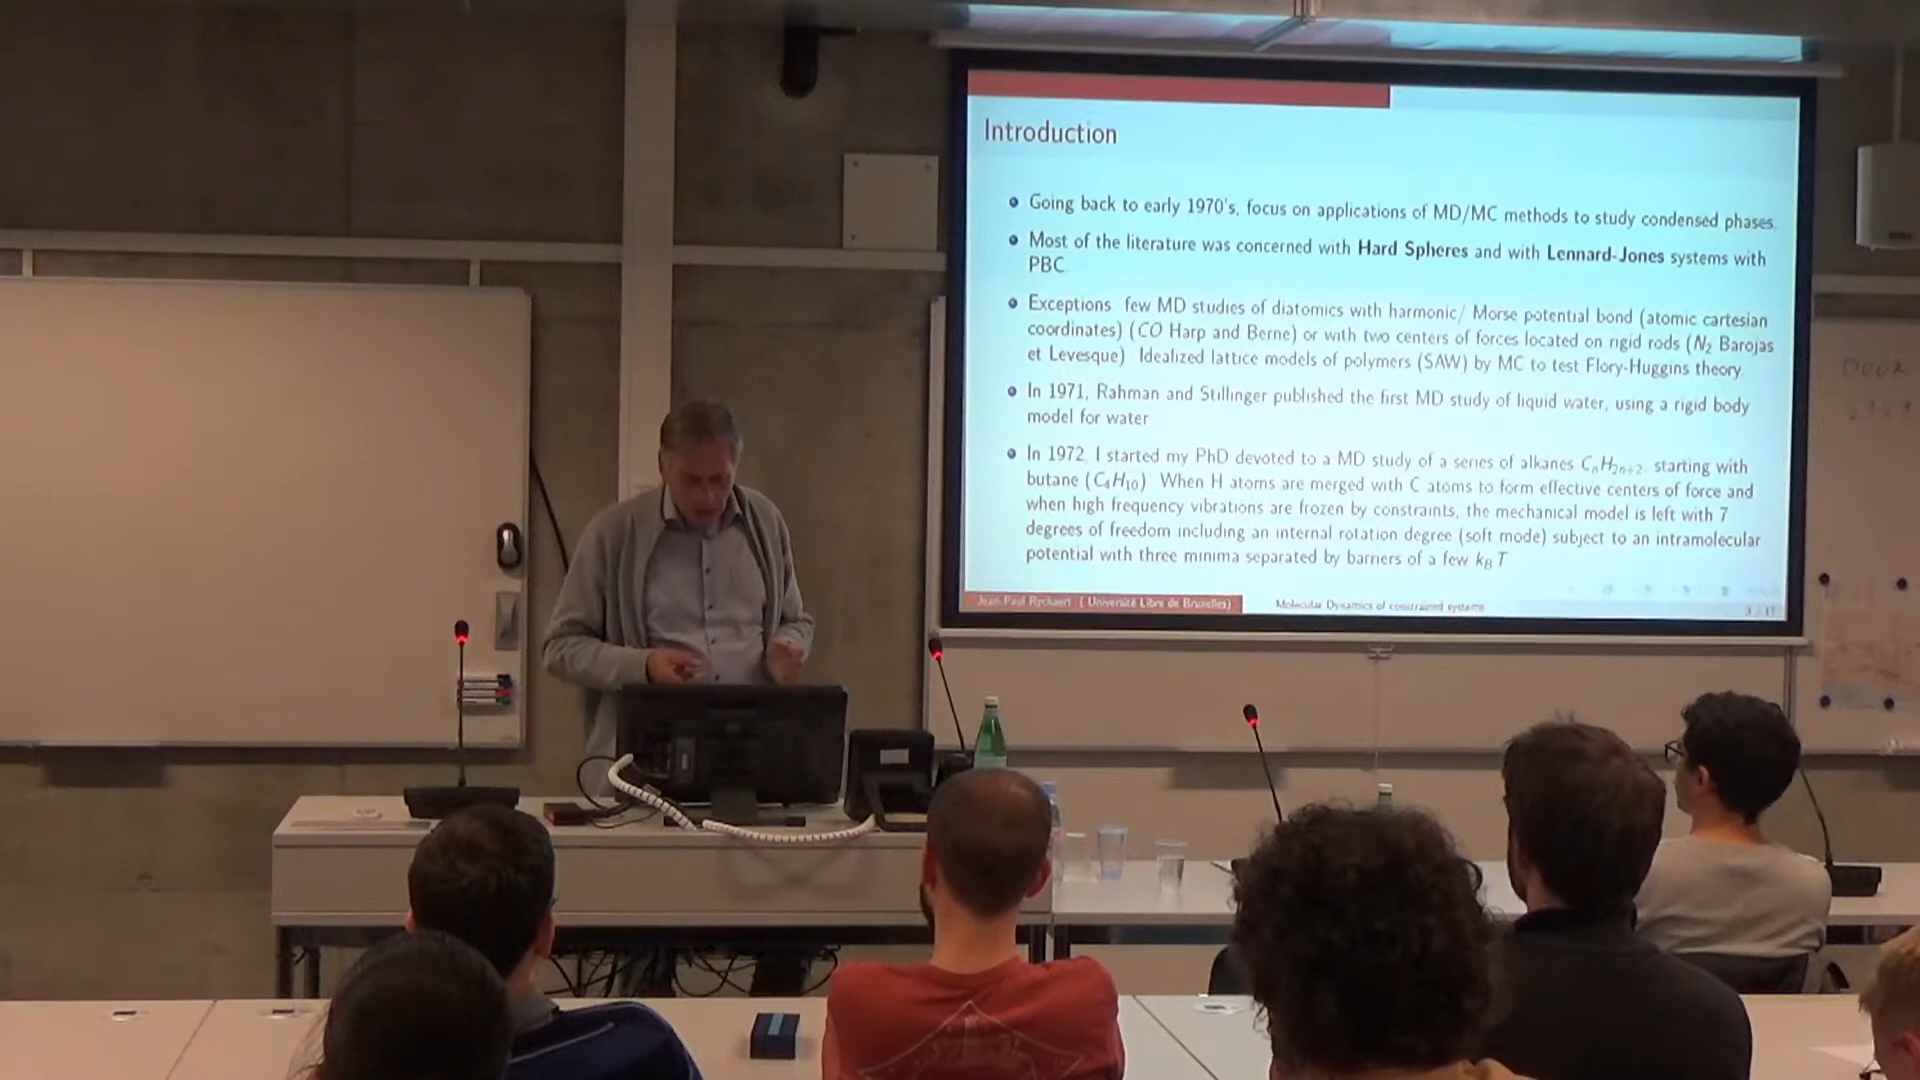 Introduction
Going back to early 1970's, focus on applications of MD/MC methods to study condensed phases.
Most of the literature was concerned with Hard Spheres and with Lennard-Jones systems with
PBC.
Exceptions few MD studies of diatomics with harmonic/ Morse potential bond (atomic cartesian
coordinates) (CO Harp and Berne) or with two centers of forces located on rigid rods (N₂ Barojas
et Levesque) Idealized lattice models of polymers (SAW) by MC to test Flory-Huggins theory.
In 1971, Rahman and Stillinger published the first MD study of liquid water, using a rigid body
model for water
In 1972, I started my PhD devoted to a MD study of a series of alkanes CₙH₂ₙ₊₂ starting with
butane (C₄H₁₀) When H atoms are merged with C atoms to form effective centers of force and
when high frequency vibrations are frozen by constraints, the mechanical model is left with 7
degrees of freedom including an internal rotation degree (soft mode) subject to an intramolecular
potential with three minima separated by barriers of a few k_B T
Jean-Paul Ryckaert ( Université Libre de Bruxelles)
Molecular Dynamics of constrained systems